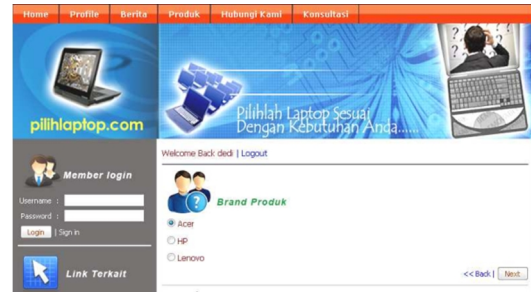 Home Profile Berita Produk Hubungi Kami Konsultasi
pilihlaptop.com
Pilihlah Laptop Sesuai
Dengan Kebutuhan Anda......
Member login
Username :
Password :
Login | Sign in
Link Terkait
Welcome Back dedi | Logout
Brand Produk
Acer
HP
Lenovo
<< Back | Next